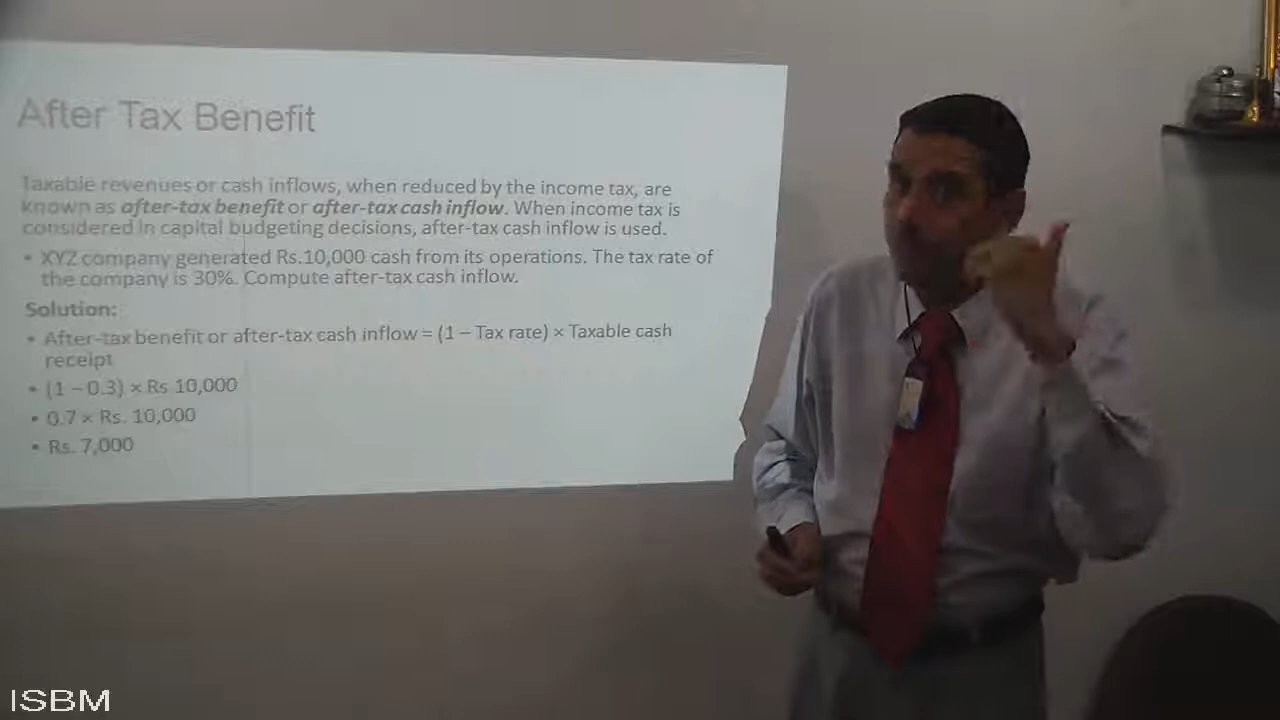 After Tax Benefit
Taxable revenues or cash inflows, when reduced by the income tax, are
known as after-tax benefit or after-tax cash inflow. When income tax is
considered in capital budgeting decisions, after-tax cash inflow is used.
• XYZ company generated Rs.10,000 cash from its operations. The tax rate of
the company is 30%. Compute after-tax cash inflow.
Solution:
• After-tax benefit or after-tax cash inflow = (1 – Tax rate) × Taxable cash
receipt
• (1 – 0.3) × Rs 10,000
• 0.7 × Rs. 10,000
• Rs. 7,000
ISBM